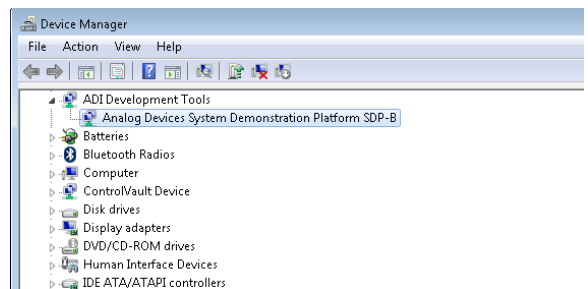 Device Manager
File Action View Help
ADI Development Tools
Analog Devices System Demonstration Platform SDP-B
Batteries
Bluetooth Radios
Computer
ControlVault Device
Disk drives
Display adapters
DVD/CD-ROM drives
Human Interface Devices
IDE ATA/ATAPI controllers